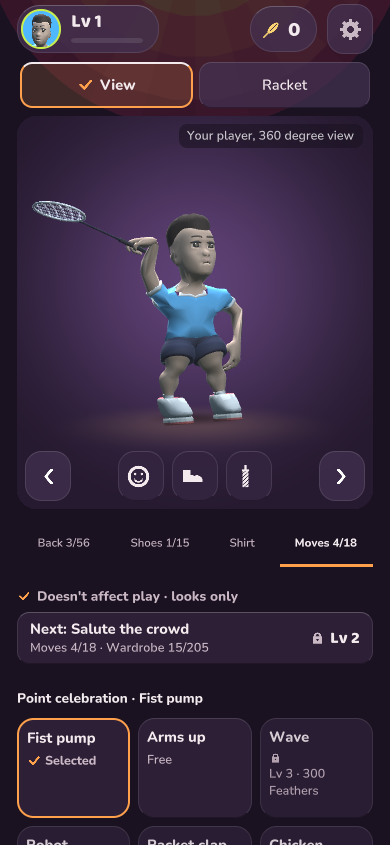 Lv 1
0
View
Racket
Your player, 360 degree view
Back 3/56
Shoes 1/15
Shirt
Moves 4/18
Doesn't affect play · looks only
Next: Salute the crowd
Moves 4/18 · Wardrobe 15/205
Lv 2
Point celebration · Fist pump
Fist pump
Selected
Arms up
Free
Wave
Lv 3 · 300
Feathers
Robot
Racket clap
Chicken